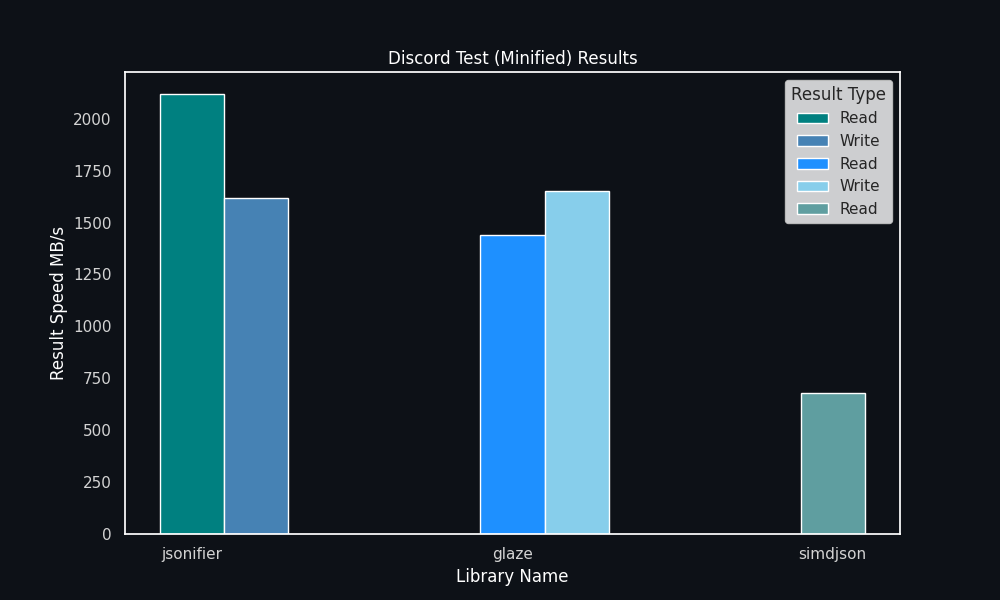 Discord Test (Minified) Results
Result Type
Read
Write
Read
Write
Read
Result Speed MB/s
2000
1750
1500
1250
1000
750
500
250
0
jsonifier
glaze
simdjson
Library Name